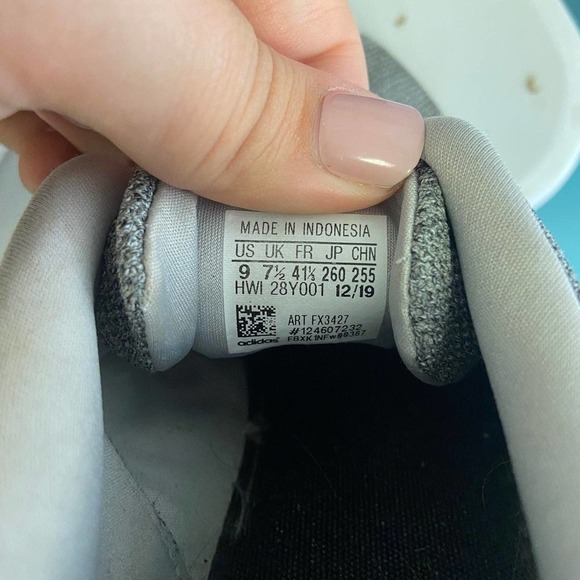 MADE IN INDONESIA
US UK FR JP CHN
9 7½ 41⅓ 260 255
HWI 28Y001 12/19
ART FX3427
#124607232
adidas